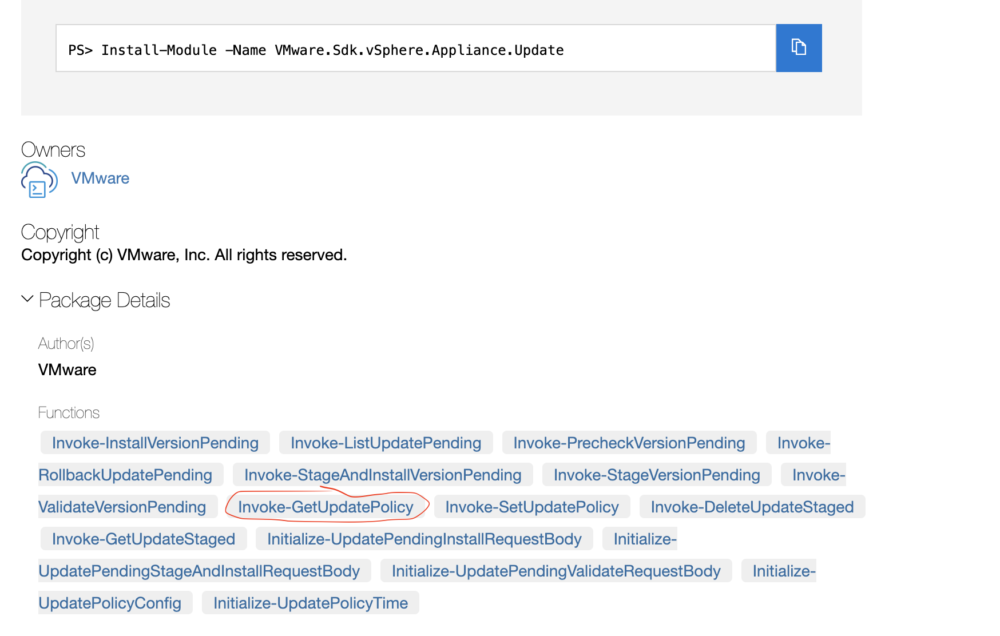 PS> Install-Module -Name VMware.Sdk.vSphere.Appliance.Update
Owners
VMware
Copyright
Copyright (c) VMware, Inc. All rights reserved.
Package Details
Author(s)
VMware
Functions
Invoke-InstallVersionPending Invoke-ListUpdatePending Invoke-PrecheckVersionPending Invoke-
RollbackUpdatePending Invoke-StageAndInstallVersionPending Invoke-StageVersionPending Invoke-
ValidateVersionPending Invoke-GetUpdatePolicy Invoke-SetUpdatePolicy Invoke-DeleteUpdateStaged
Invoke-GetUpdateStaged Initialize-UpdatePendingInstallRequestBody Initialize-
UpdatePendingStageAndInstallRequestBody Initialize-UpdatePendingValidateRequestBody Initialize-
UpdatePolicyConfig Initialize-UpdatePolicyTime